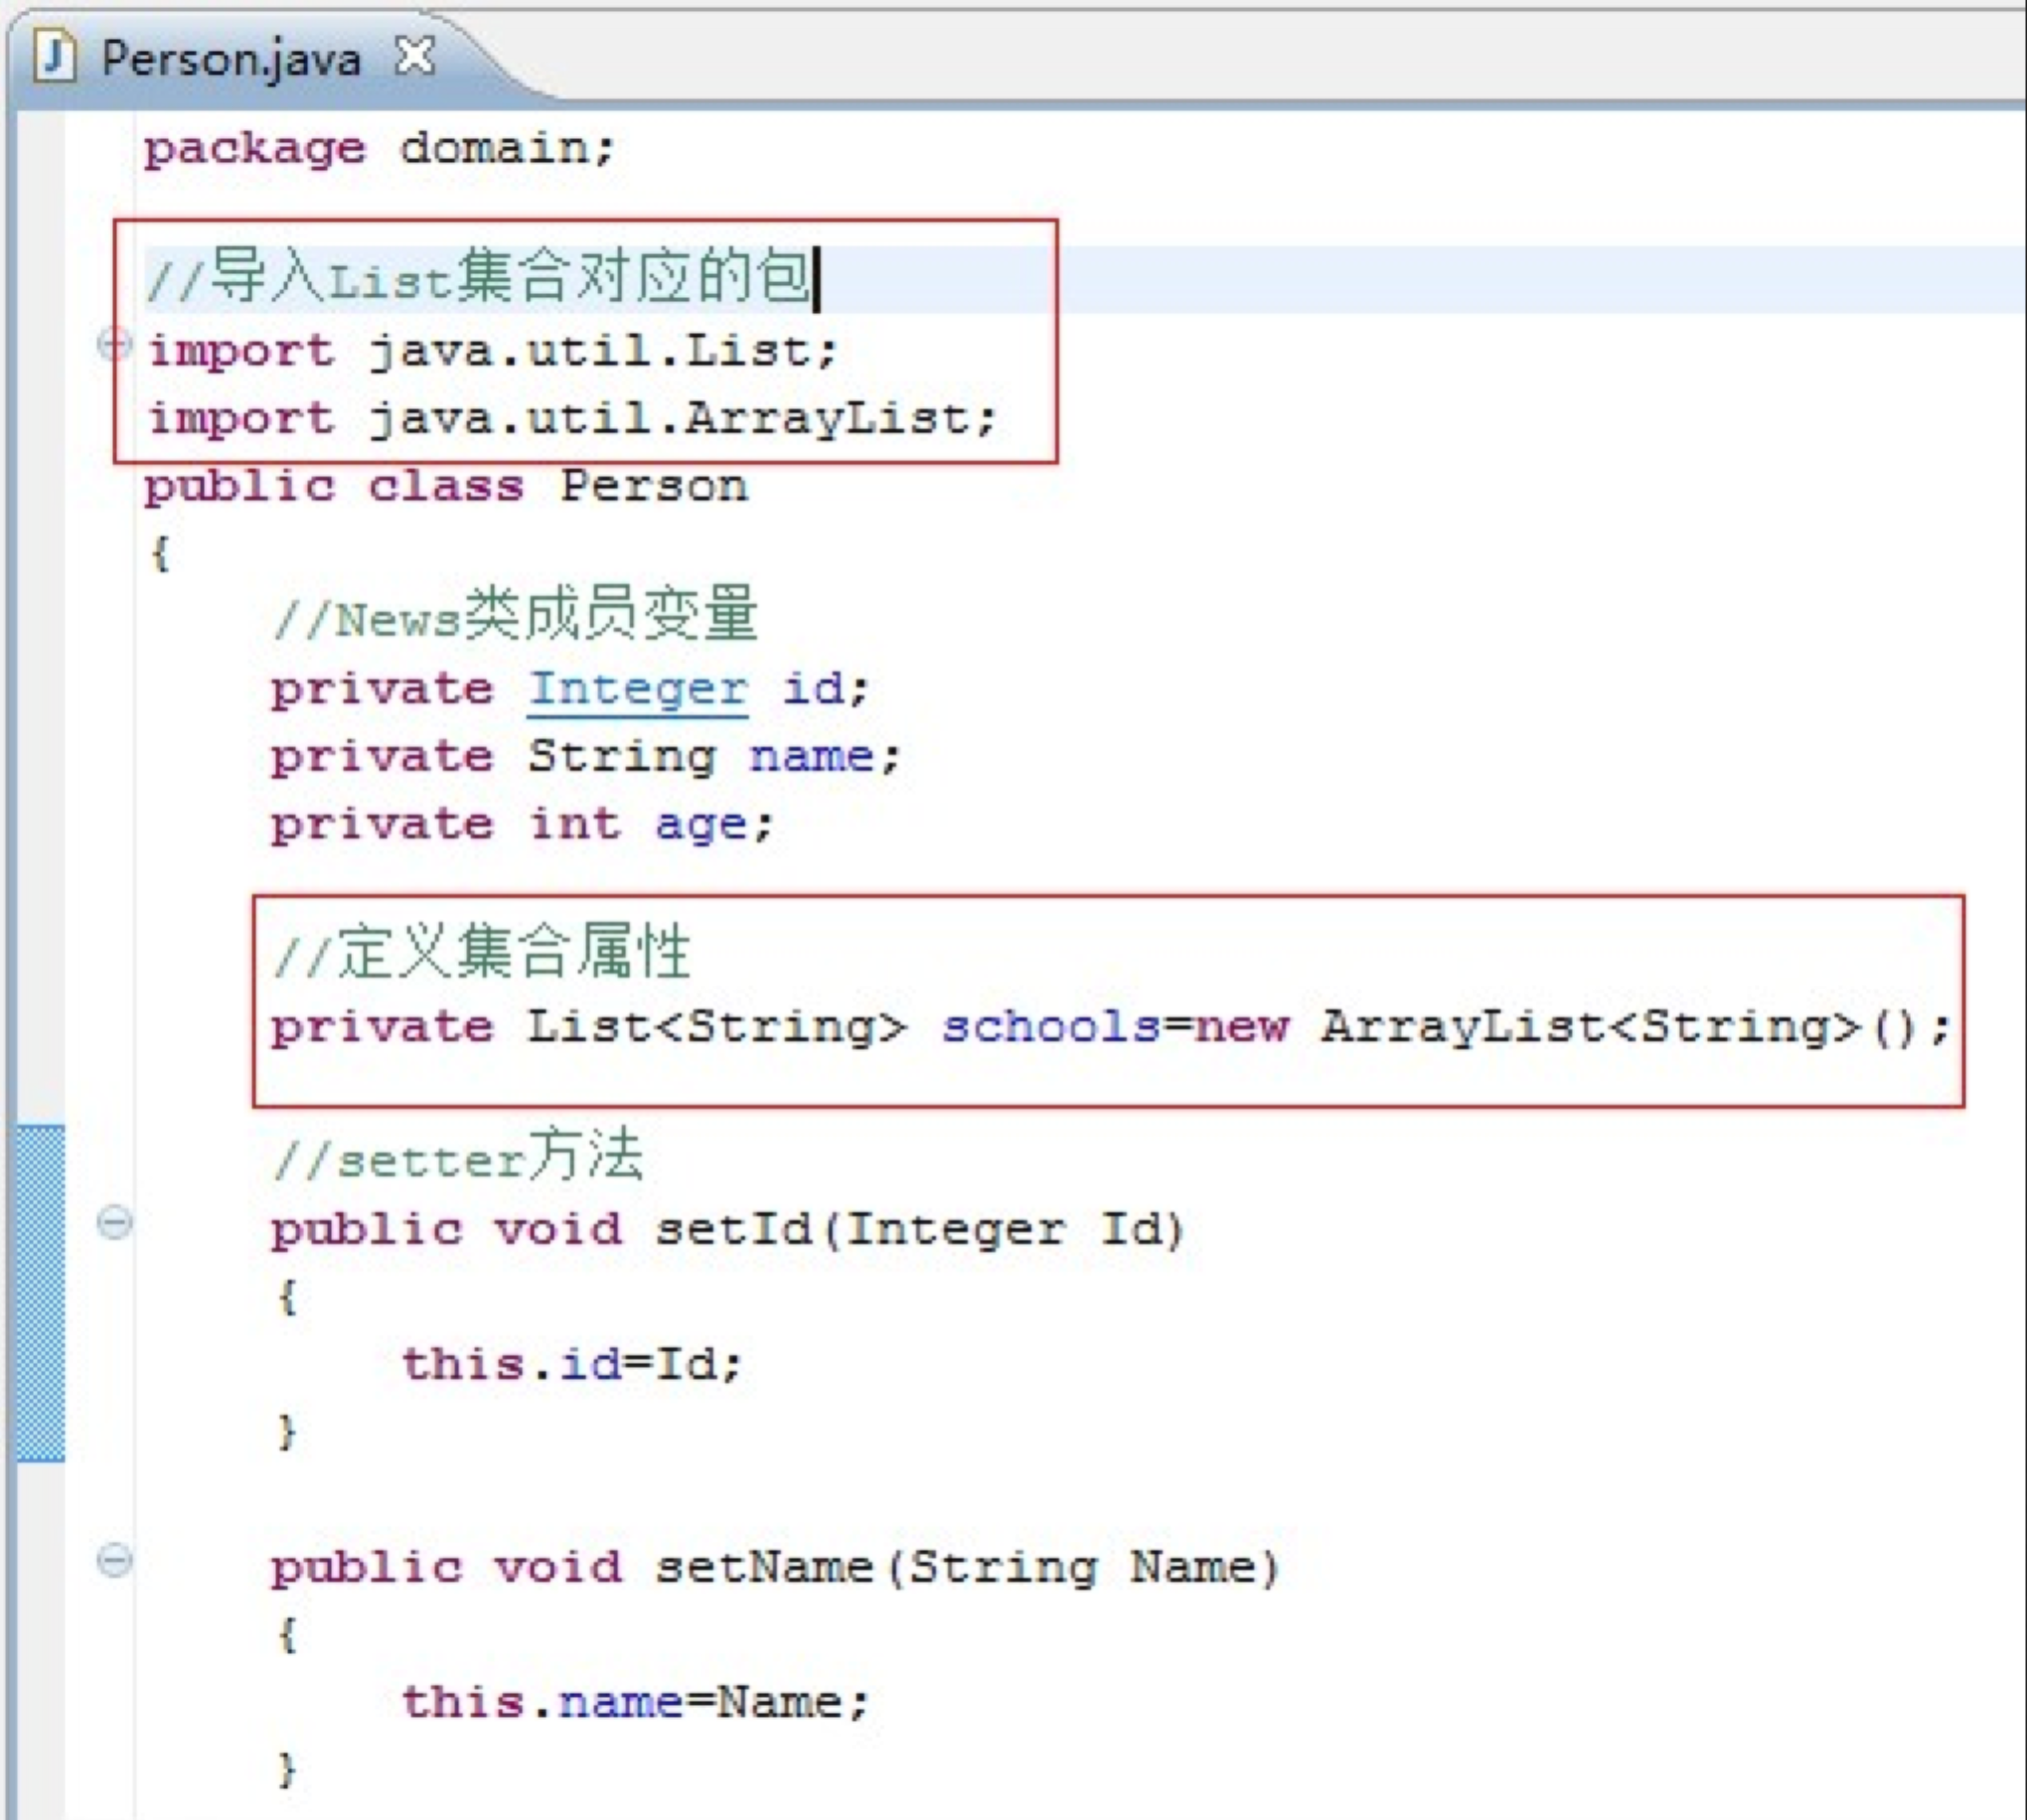 Person.java
package domain;
//导入List集合对应的包
import java.util.List;
import java.util.ArrayList;
public class Person
{
//News类成员变量
private Integer id;
private String name;
private int age;
//定义集合属性
private List<String> schools=new ArrayList<String>();
//setter方法
public void setId(Integer Id)
{
this.id=Id;
}
public void setName(String Name)
{
this.name=Name;
}